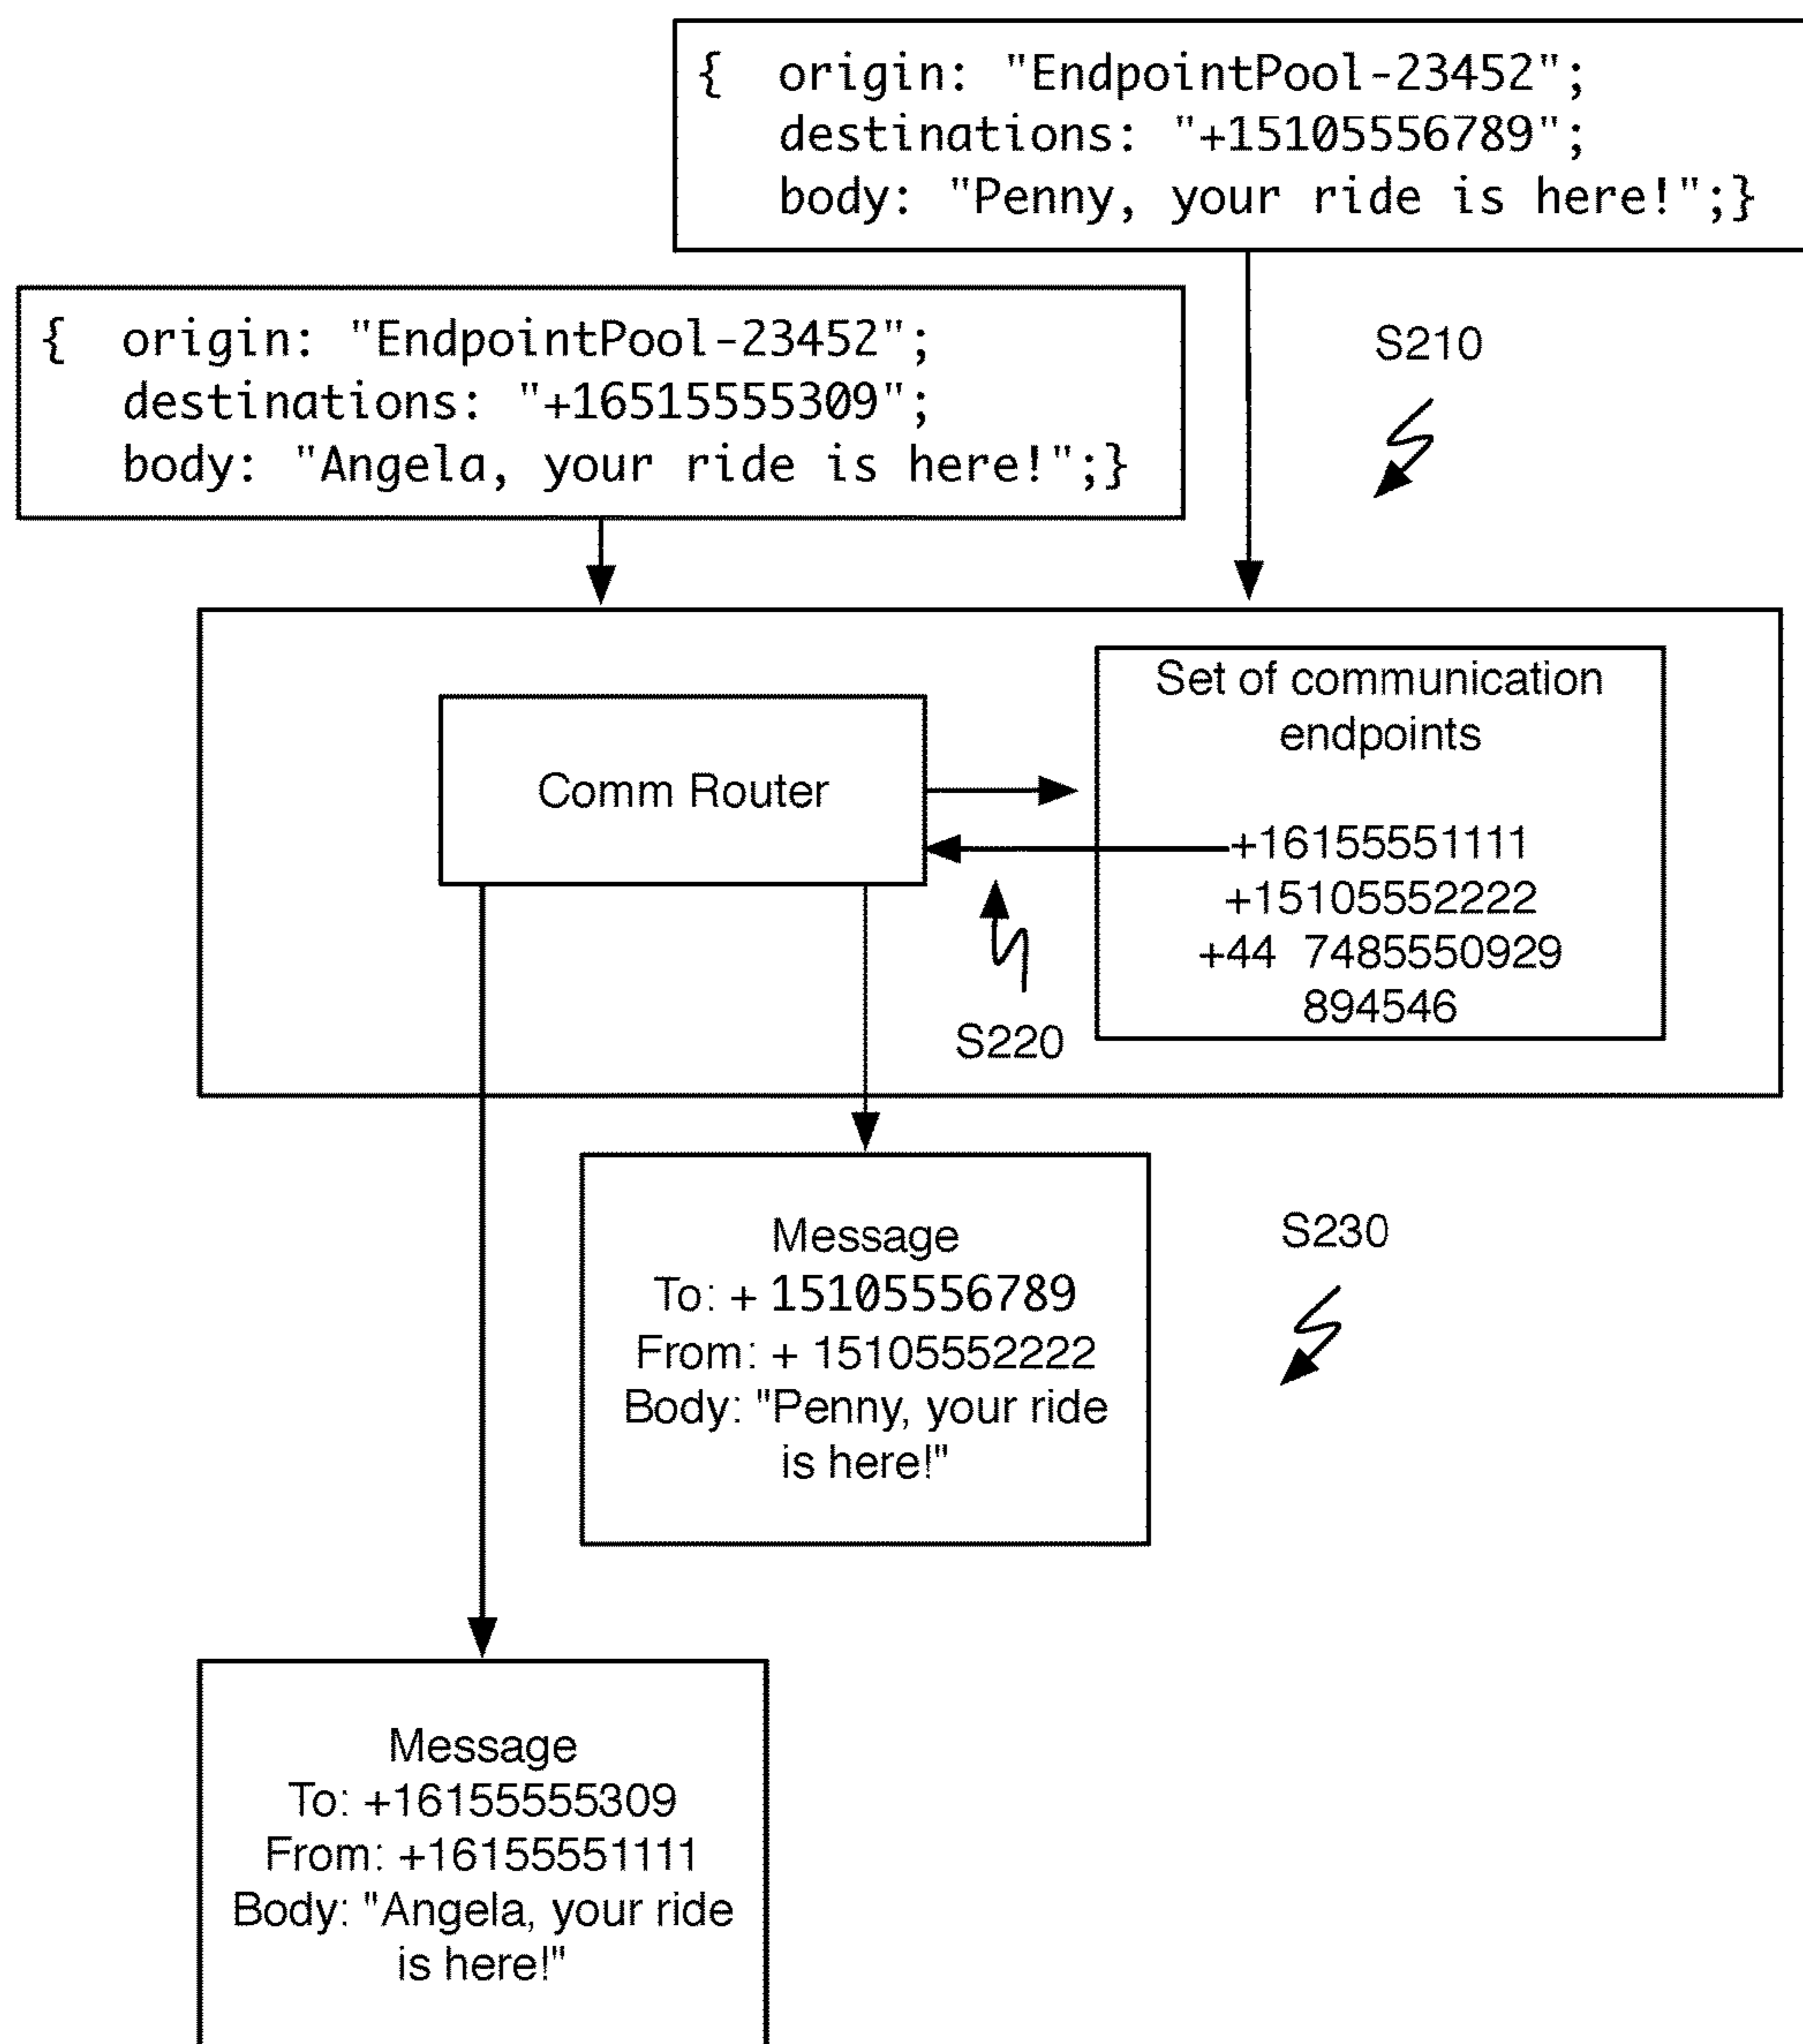 {  origin: "EndpointPool-23452";
destinations: "+15105556789";
body: "Penny, your ride is here!";}
{  origin: "EndpointPool-23452";
destinations: "+16515555309";
body: "Angela, your ride is here!";}
S210
Set of communication
endpoints
Comm Router
+16155551111
+15105552222
+44  7485550929
894546
S220
Message
To: + 15105556789
From: + 15105552222
Body: "Penny, your ride
is here!"
S230
Message
To: +16155555309
From: +16155551111
Body: "Angela, your ride
is here!"